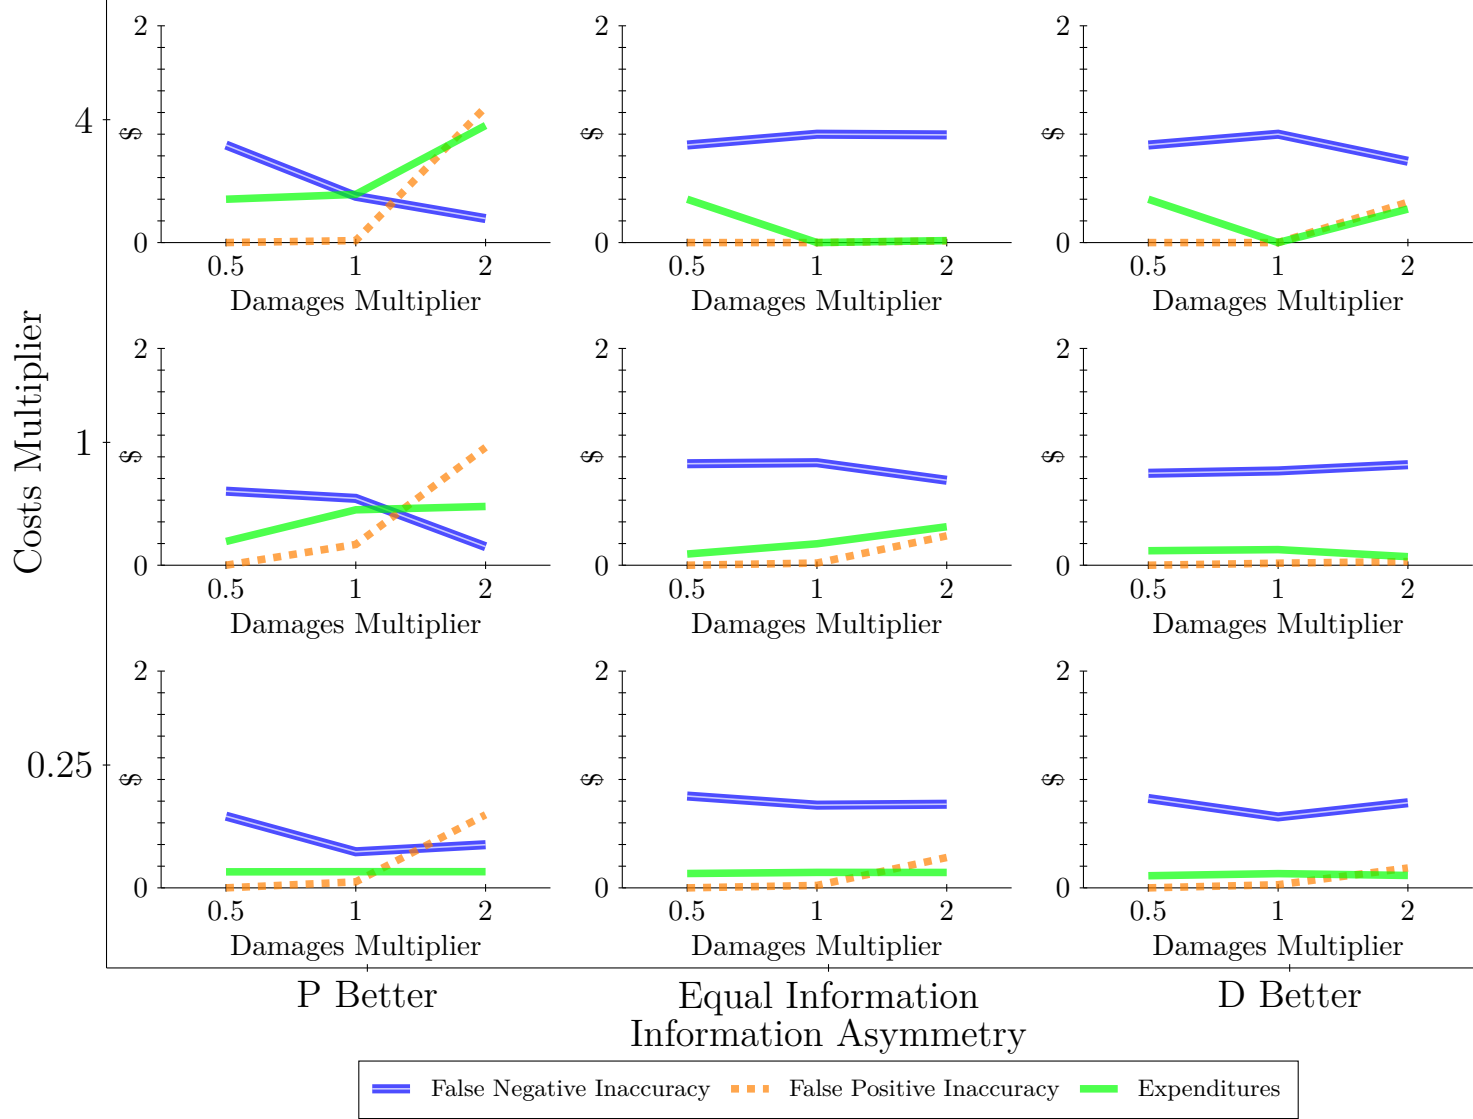 Costs Multiplier
4
2
$
0
0.5 1 2
Damages Multiplier
2
$
0
0.5 1 2
Damages Multiplier
2
$
0
0.5 1 2
Damages Multiplier
1
2
$
0
0.5 1 2
Damages Multiplier
2
$
0
0.5 1 2
Damages Multiplier
2
$
0
0.5 1 2
Damages Multiplier
0.25
2
$
0
0.5 1 2
Damages Multiplier
2
$
0
0.5 1 2
Damages Multiplier
2
$
0
0.5 1 2
Damages Multiplier
P Better
Equal Information
D Better
Information Asymmetry
False Negative Inaccuracy
False Positive Inaccuracy
Expenditures